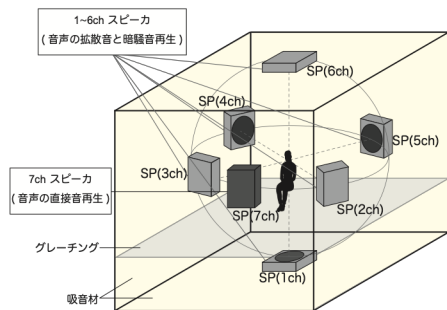 1~6ch スピーカ
(音声の拡散音と暗騒音再生)
SP(6ch)
SP(4ch)
SP(5ch)
SP(3ch)
7ch スピーカ
(音声の直接音再生)
SP(2ch)
SP(7ch)
グレーチング
SP(1ch)
吸音材